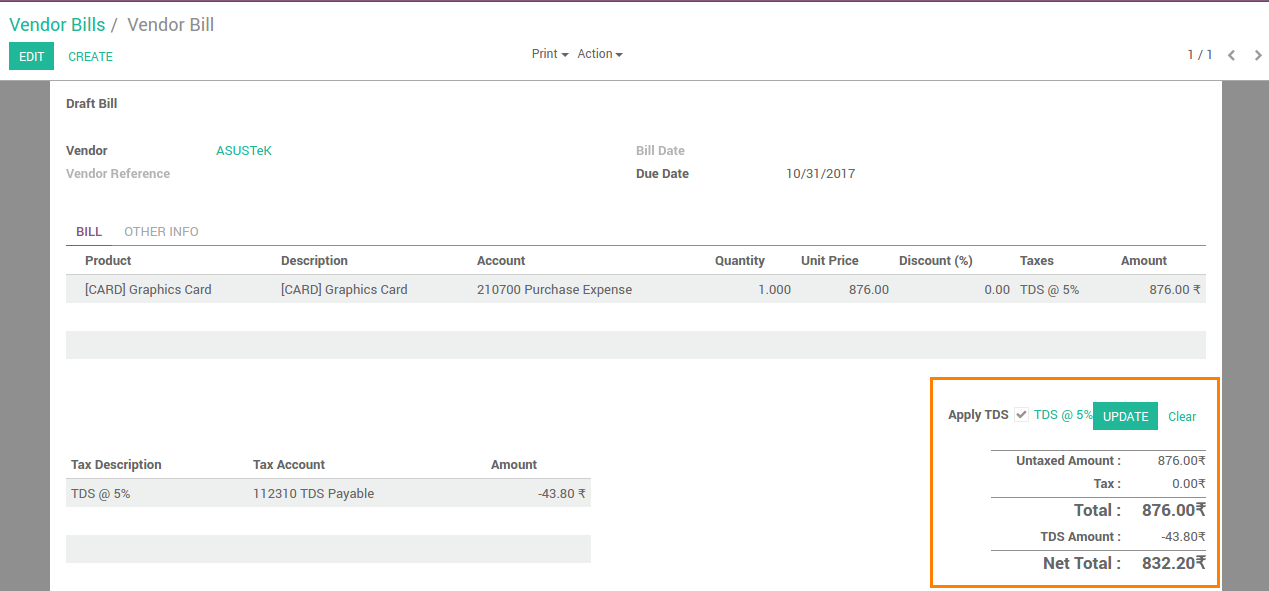 Vendor Bills / Vendor Bill
EDIT CREATE Print Action 1 / 1
Draft Bill
Vendor ASUSTeK Bill Date
Vendor Reference Due Date 10/31/2017
BILL OTHER INFO
Product Description Account Quantity Unit Price Discount (%) Taxes Amount
[CARD] Graphics Card [CARD] Graphics Card 210700 Purchase Expense 1.000 876.00 0.00 TDS @ 5% 876.00 ₹
Apply TDS TDS @ 5% UPDATE Clear
Tax Description Tax Account Amount
TDS @ 5% 112310 TDS Payable -43.80 ₹
Untaxed Amount : 876.00₹
Tax : 0.00₹
Total : 876.00₹
TDS Amount : -43.80₹
Net Total : 832.20₹